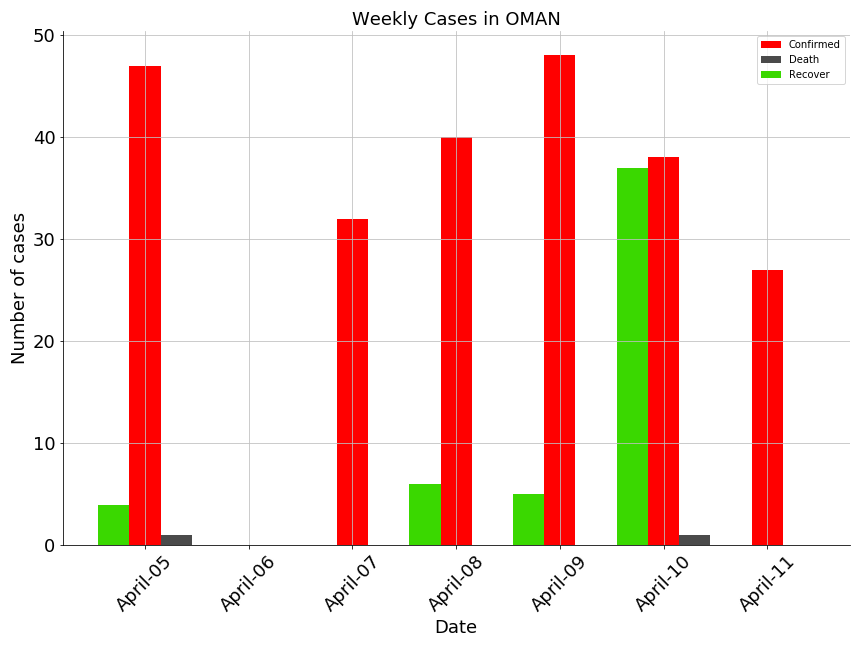 Weekly Cases in OMAN
Confirmed
Death
Recover
Number of cases
50
40
30
20
10
0
April-05
April-06
April-07
April-08
April-09
April-10
April-11
Date